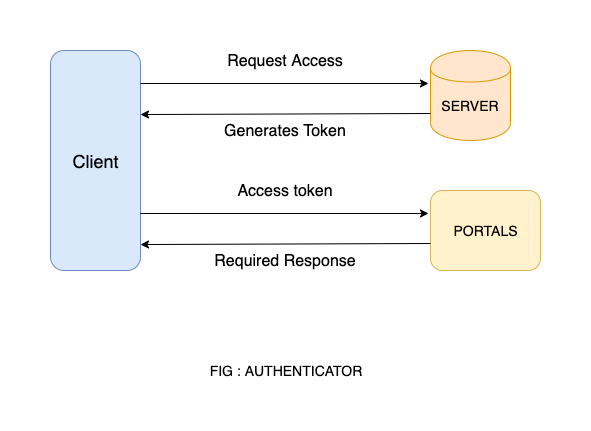 Request Access
SERVER
Generates Token
Client
Access token
PORTALS
Required Response
FIG : AUTHENTICATOR